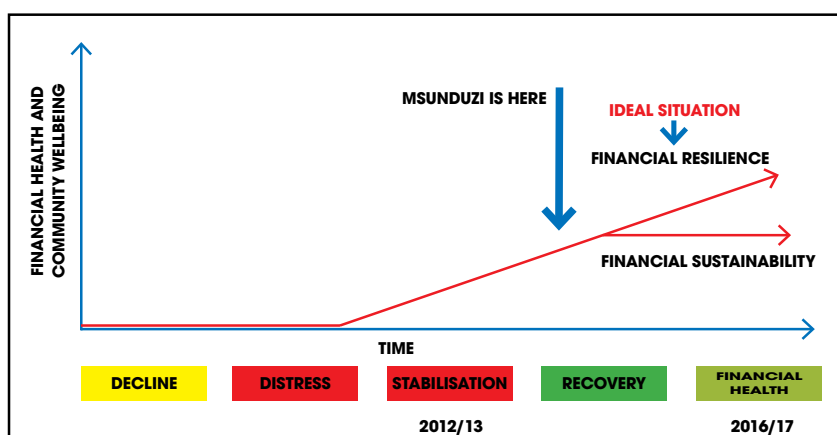 FINANCIAL HEALTH AND
COMMUNITY WELLBEING
MSUNDUZI IS HERE
IDEAL SITUATION
FINANCIAL RESILIENCE
FINANCIAL SUSTAINABILITY
TIME
DECLINE
DISTRESS
STABILISATION
RECOVERY
FINANCIAL
HEALTH
2012/13
2016/17